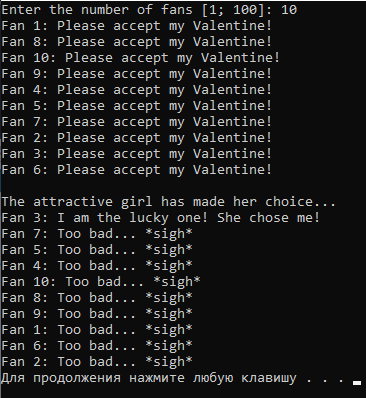 Enter the number of fans [1; 100]: 10
Fan 1: Please accept my Valentine!
Fan 8: Please accept my Valentine!
Fan 10: Please accept my Valentine!
Fan 9: Please accept my Valentine!
Fan 4: Please accept my Valentine!
Fan 5: Please accept my Valentine!
Fan 7: Please accept my Valentine!
Fan 2: Please accept my Valentine!
Fan 3: Please accept my Valentine!
Fan 6: Please accept my Valentine!
The attractive girl has made her choice...
Fan 3: I am the lucky one! She chose me!
Fan 7: Too bad... *sigh*
Fan 5: Too bad... *sigh*
Fan 4: Too bad... *sigh*
Fan 10: Too bad... *sigh*
Fan 8: Too bad... *sigh*
Fan 9: Too bad... *sigh*
Fan 1: Too bad... *sigh*
Fan 6: Too bad... *sigh*
Fan 2: Too bad... *sigh*
Для продолжения нажмите любую клавишу . . .